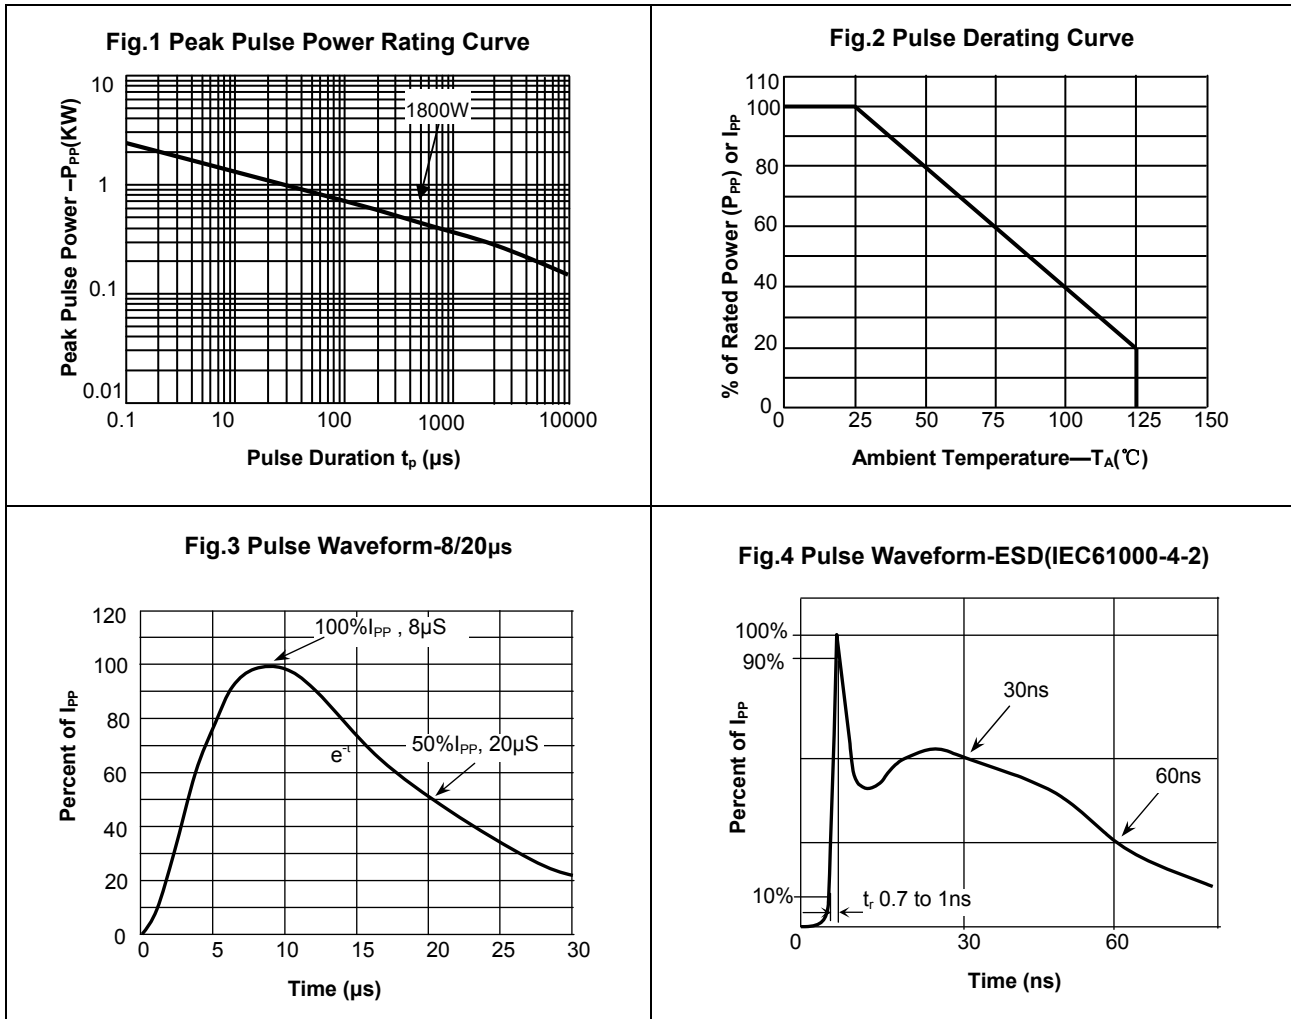 Fig.1 Peak Pulse Power Rating Curve
Peak Pulse Power –PPP(KW)
10
1
0.1
0.01
1800W
0.1 10 100 1000 10000
Pulse Duration tp (µs)
Fig.2 Pulse Derating Curve
% of Rated Power (PPP) or IPP
110
100
80
60
40
20
0
0 25 50 75 100 125 150
Ambient Temperature—TA(℃)
Fig.3 Pulse Waveform-8/20µs
Percent of IPP
120
100
80
60
40
20
0
100%IPP , 8µS
e-t
50%IPP, 20µS
0 5 10 15 20 25 30
Time (µs)
Fig.4 Pulse Waveform-ESD(IEC61000-4-2)
Percent of IPP
100%
90%
10%
30ns
60ns
tr 0.7 to 1ns
0 30 60
Time (ns)